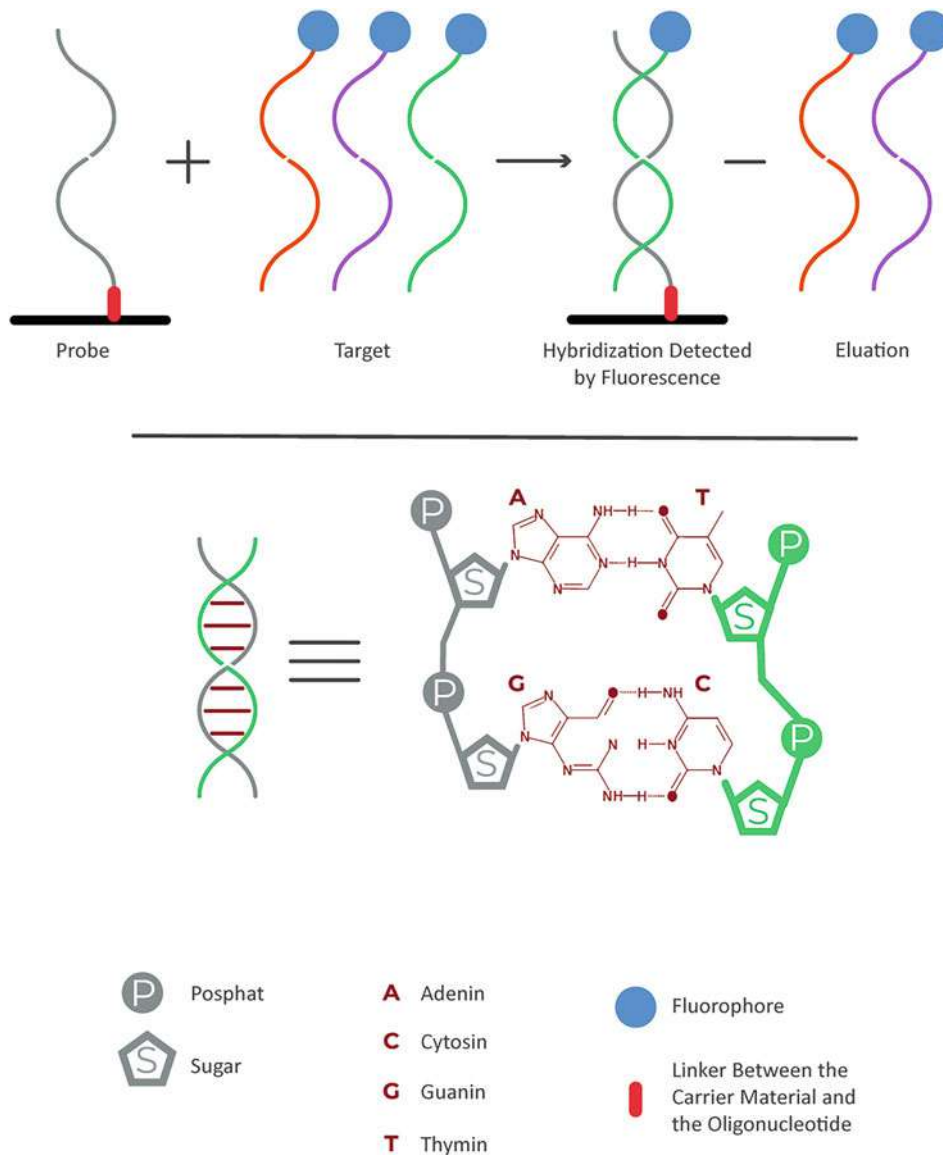 Probe
Target
Hybridization Detected
by Fluorescence
Eluation
A
T
N
NH
H
N
N
N
H
N
N
N
P
S
P
S
G
C
N
H
NH
N
N
H
N
N
N
NH
H
P
S
P
S
P
Posphat
S
Sugar
A
Adenin
C
Cytosin
G
Guanin
T
Thymin
Fluorophore
Linker Between the
Carrier Material and
the Oligonucleotide